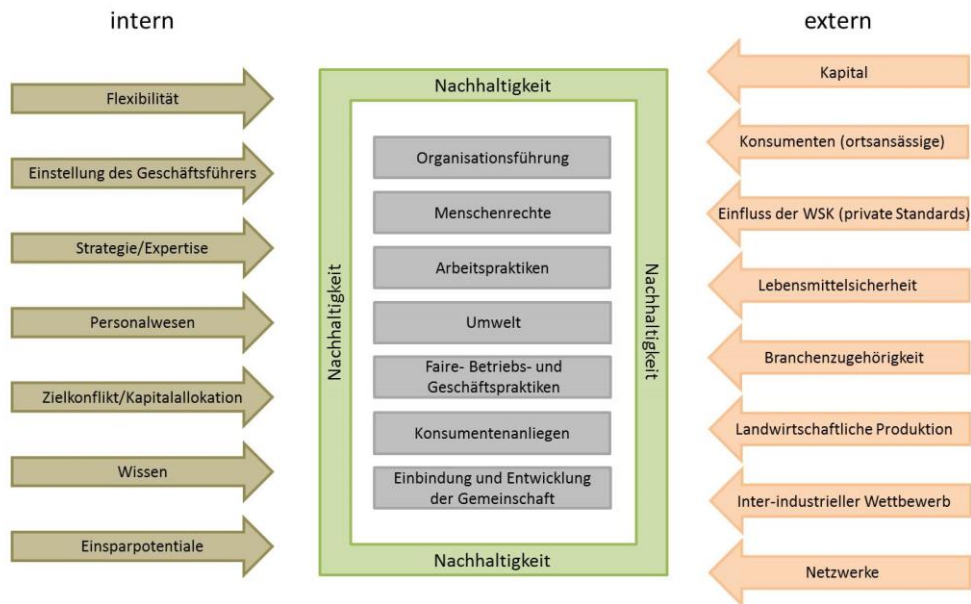 intern
Flexibilität
Einstellung des Geschäftsführers
Strategie/Expertise
Personalwesen
Zielkonflikt/Kapitalallokation
Wissen
Einsparpotentiale
Nachhaltigkeit
Nachhaltigkeit
Organisationsführung
Menschenrechte
Arbeitspraktiken
Umwelt
Faire- Betriebs- und
Geschäftspraktiken
Konsumentenanliegen
Einbindung und Entwicklung
der Gemeinschaft
Nachhaltigkeit
Nachhaltigkeit
extern
Kapital
Konsumenten (ortsansässige)
Einfluss der WSK (private Standards)
Lebensmittelsicherheit
Branchenzugehörigkeit
Landwirtschaftliche Produktion
Inter-industrieller Wettbewerb
Netzwerke